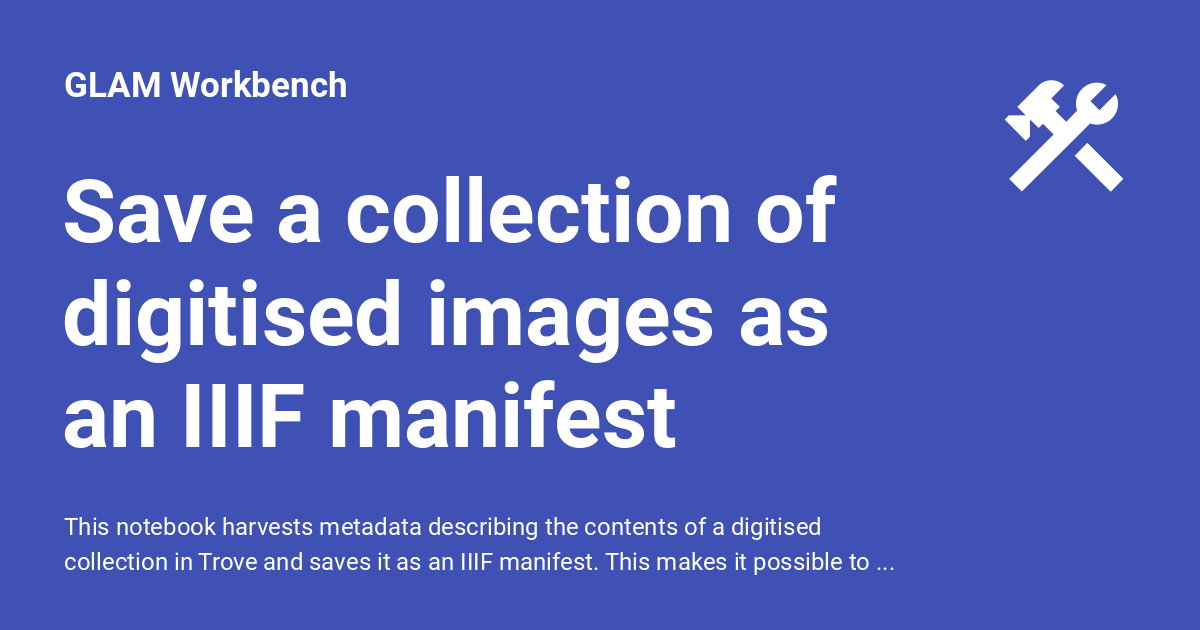 GLAM Workbench
Save a collection of
digitised images as
an IIIF manifest
This notebook harvests metadata describing the contents of a digitised
collection in Trove and saves it as an IIIF manifest. This makes it possible to ...